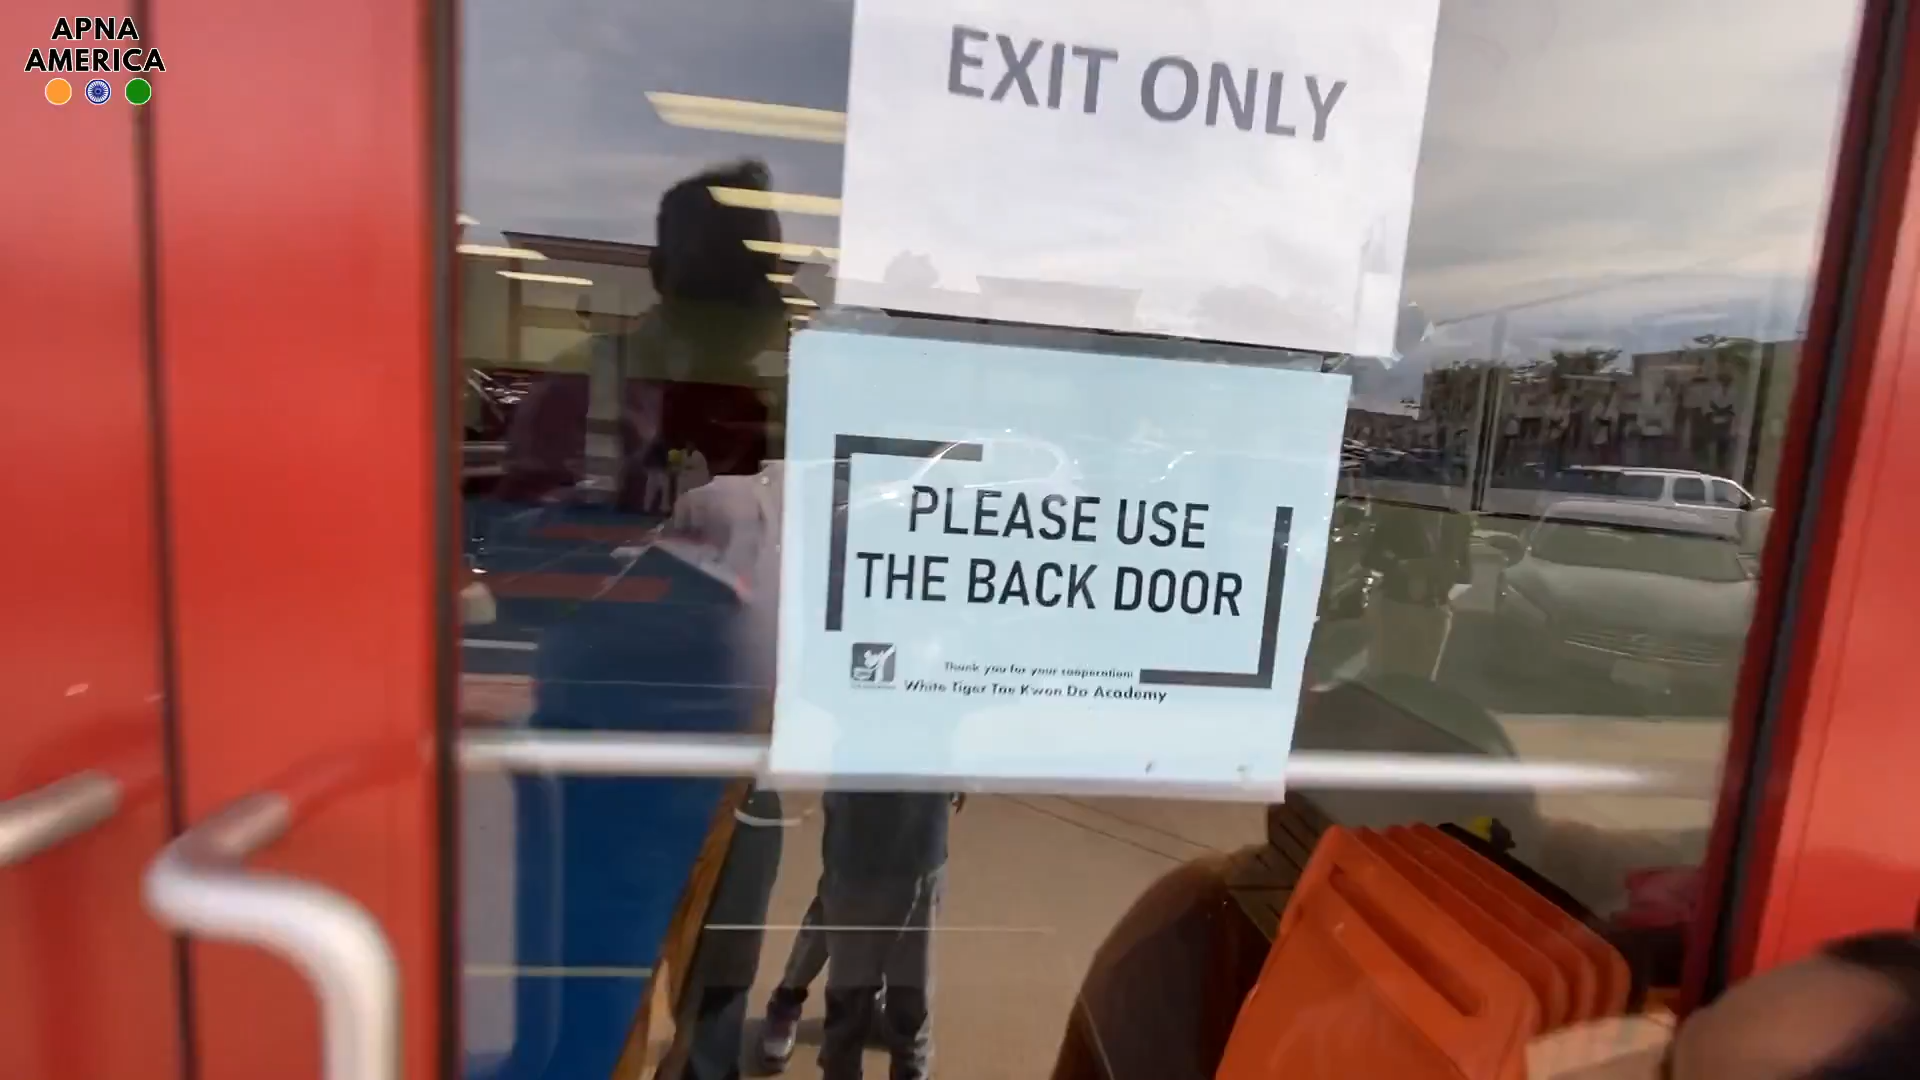 APNA
AMERICA
EXIT ONLY
PLEASE USE
THE BACK DOOR
Thank you for your cooperation!
White Tiger Tae Kwon Do Academy